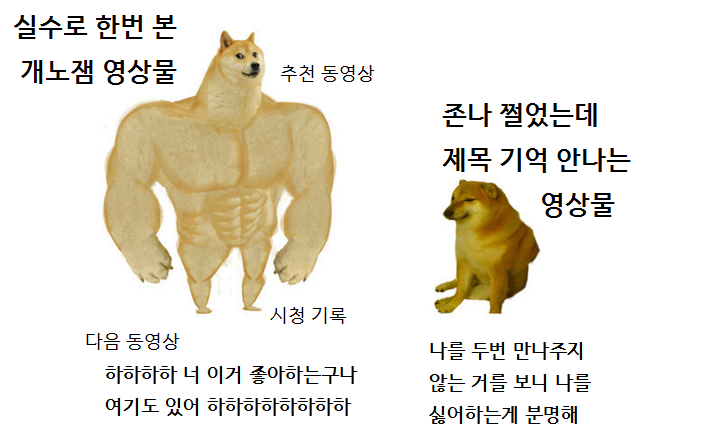 실수로 한번 본
개노잼 영상물
추천 동영상
시청 기록
다음 동영상
하하하하 너 이거 좋아하는구나
여기도 있어 하하하하하하하하
존나 쩔었는데
제목 기억 안나는
영상물
나를 두번 만나주지
않는 거를 보니 나를
싫어하는게 분명해